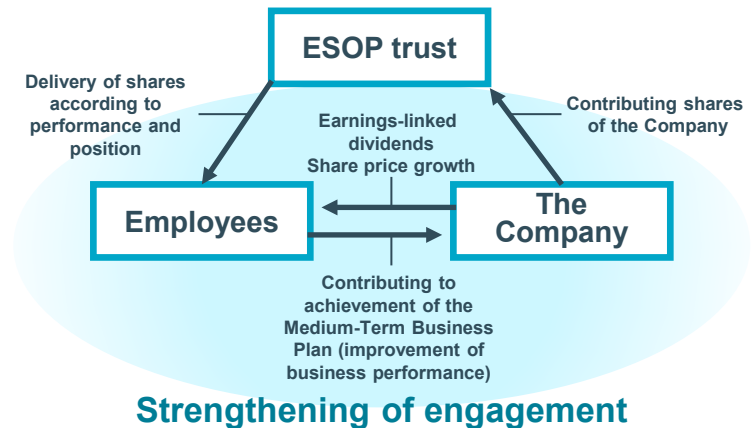 ESOP trust
Delivery of shares
according to
performance and
position
Contributing shares
of the Company
Earnings-linked
dividends
Share price growth
Employees
The
Company
Contributing to
achievement of the
Medium-Term Business
Plan (improvement of
business performance)
Strengthening of engagement